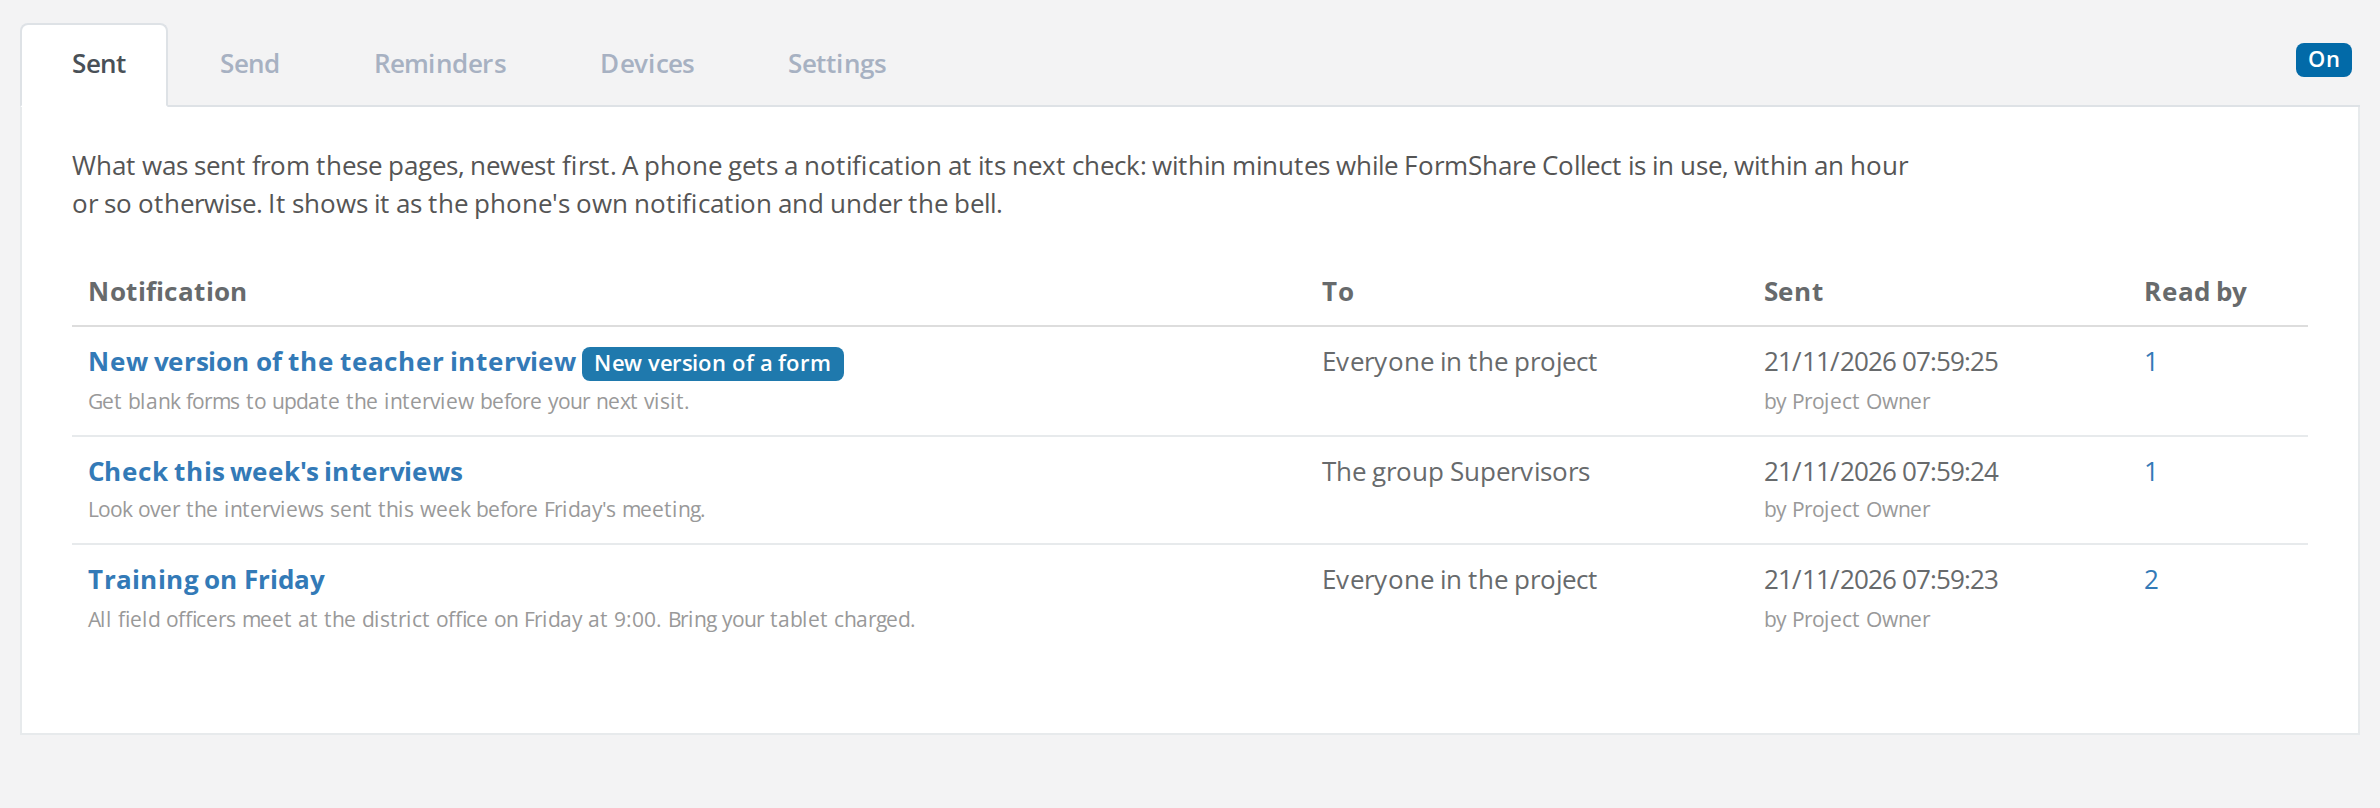 Sent Send Reminders Devices Settings On
What was sent from these pages, newest first. A phone gets a notification at its next check: within minutes while FormShare Collect is in use, within an hour
or so otherwise. It shows it as the phone's own notification and under the bell.
Notification To Sent Read by
New version of the teacher interview New version of a form Everyone in the project 21/11/2026 07:59:25 1
Get blank forms to update the interview before your next visit. by Project Owner
Check this week's interviews The group Supervisors 21/11/2026 07:59:24 1
Look over the interviews sent this week before Friday's meeting. by Project Owner
Training on Friday Everyone in the project 21/11/2026 07:59:23 2
All field officers meet at the district office on Friday at 9:00. Bring your tablet charged. by Project Owner